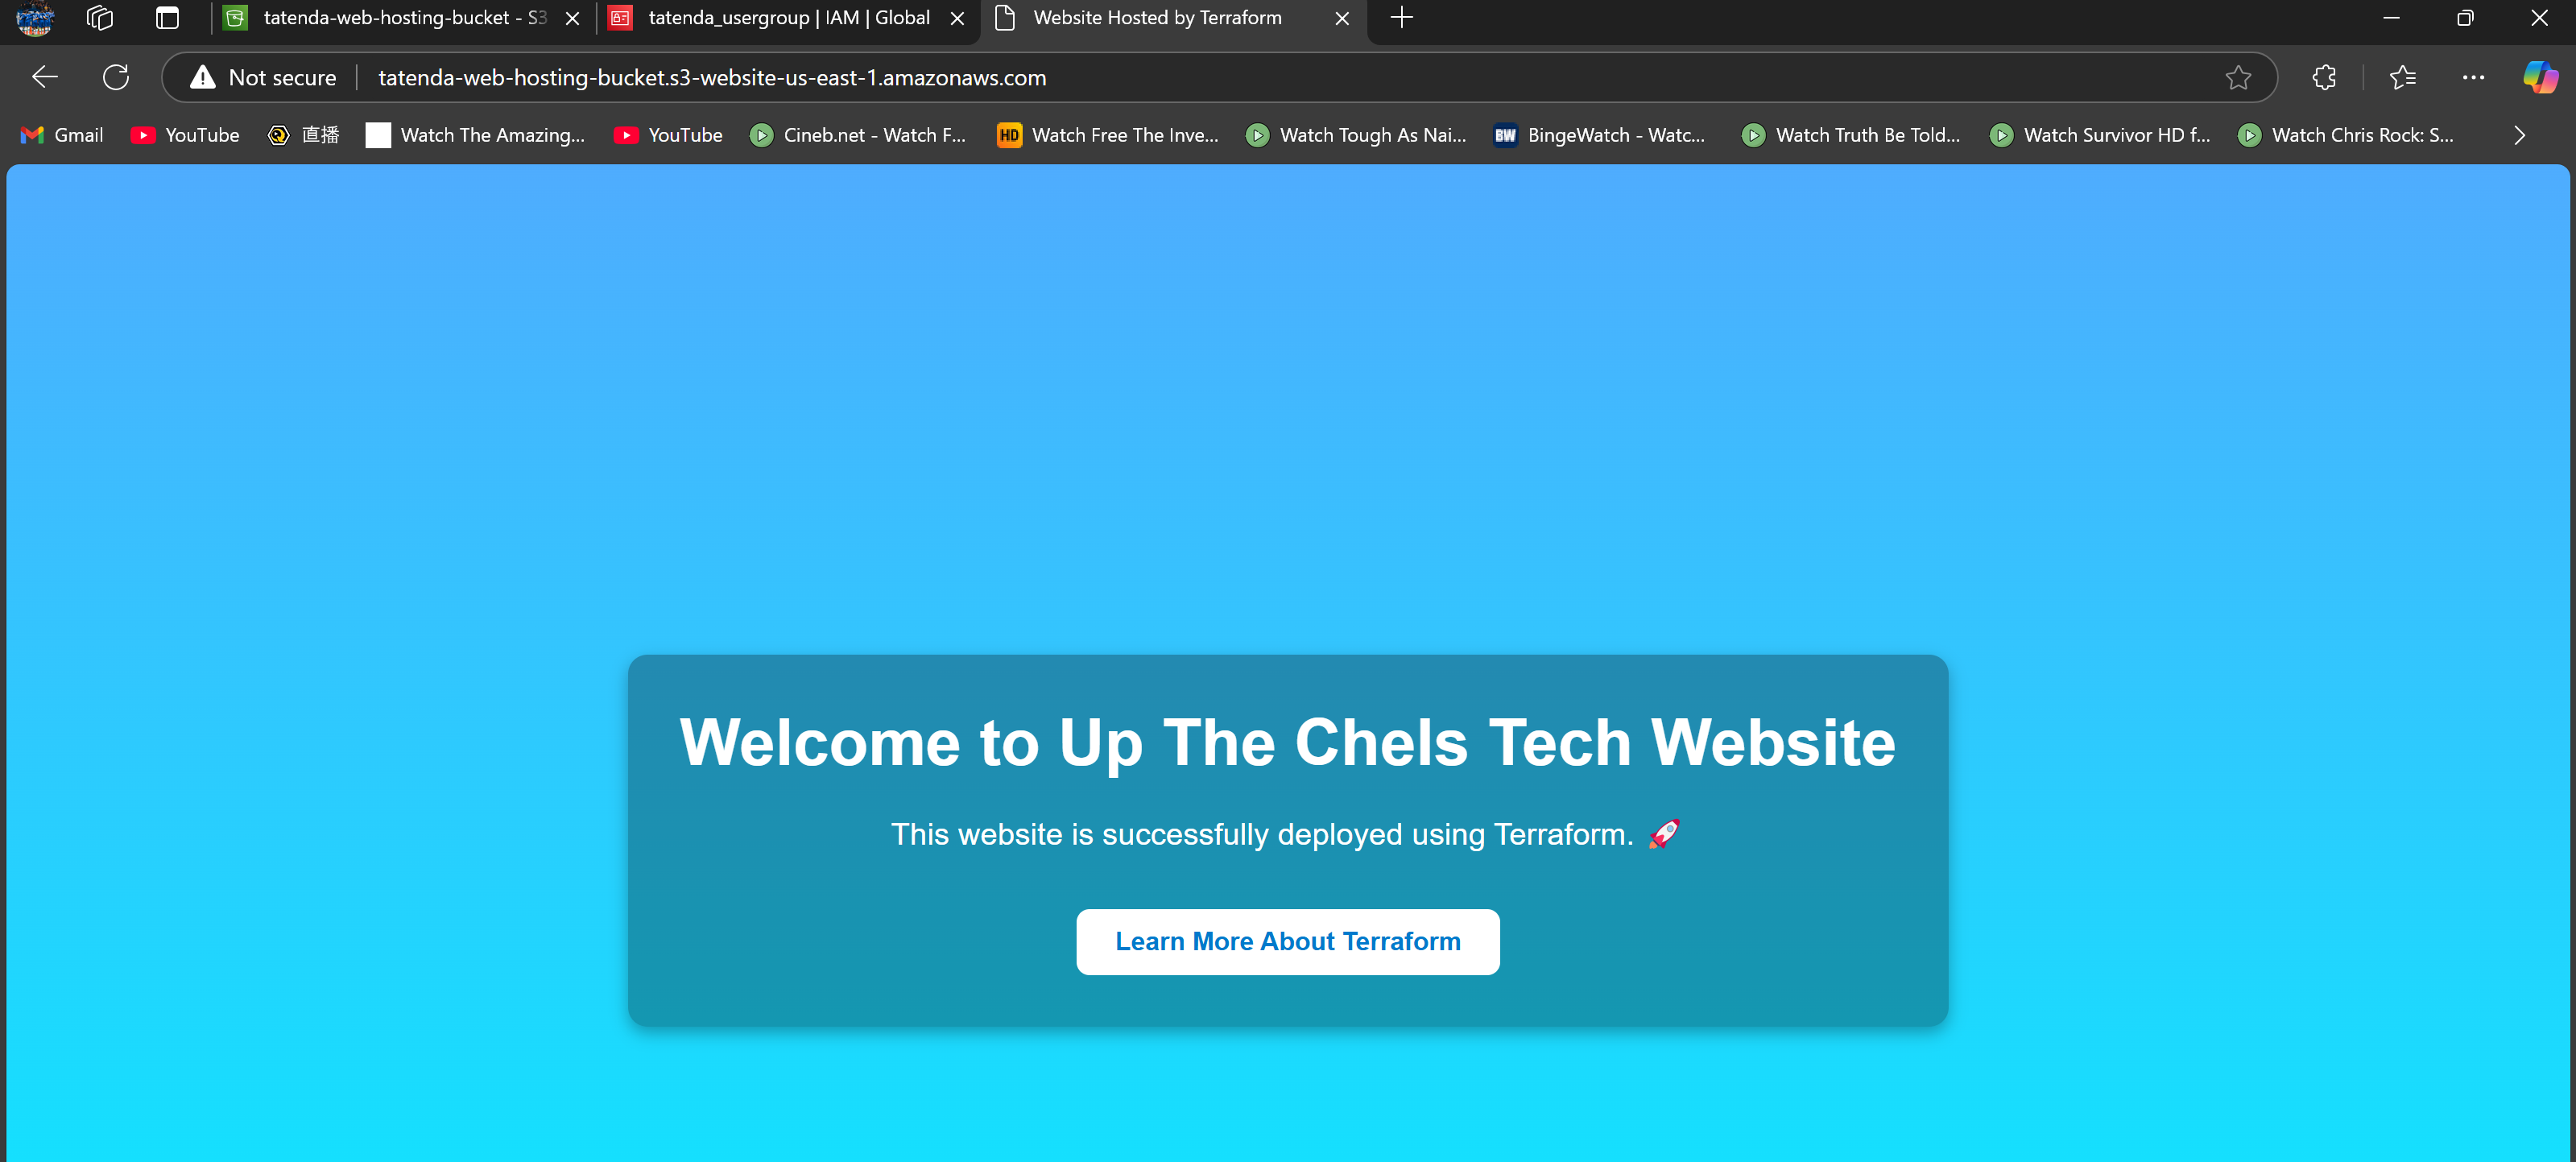 tatenda-web-hosting-bucket - S3
tatenda_usergroup | IAM | Global
Website Hosted by Terraform
Not secure
tatenda-web-hosting-bucket.s3-website-us-east-1.amazonaws.com
Gmail
YouTube
直播
Watch The Amazing...
YouTube
Cineb.net - Watch F...
HD
Watch Free The Inve...
Watch Tough As Nai...
BW
BingeWatch - Watc...
Watch Truth Be Told...
Watch Survivor HD f...
Watch Chris Rock: S...
Welcome to Up The Chels Tech Website
This website is successfully deployed using Terraform. 🚀
Learn More About Terraform